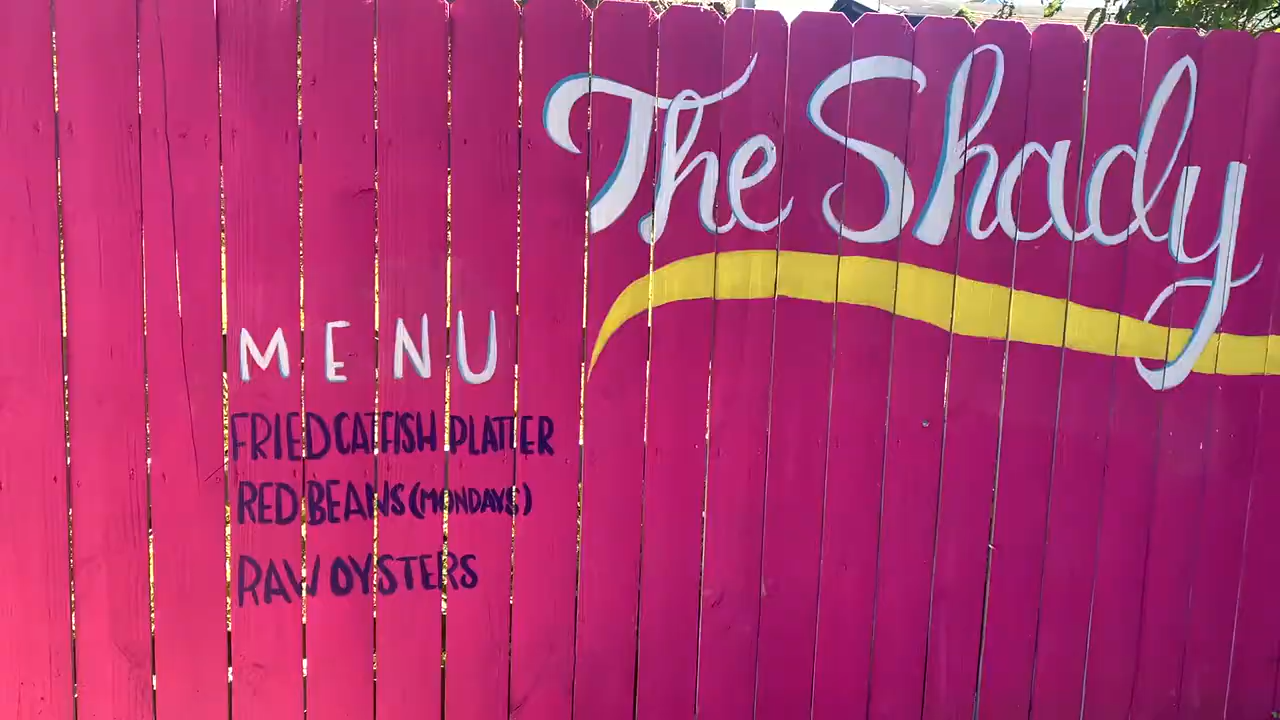 The Shady
MENU
FRIED CATFISH PLATTER
RED BEANS (MONDAYS)
RAW OYSTERS